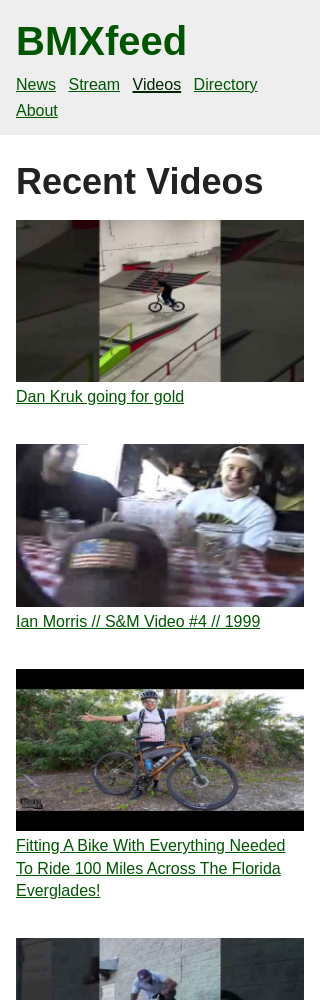 BMXfeed
News Stream Videos Directory
About
Recent Videos
Dan Kruk going for gold
Ian Morris // S&M Video #4 // 1999
Fitting A Bike With Everything Needed
To Ride 100 Miles Across The Florida
Everglades!